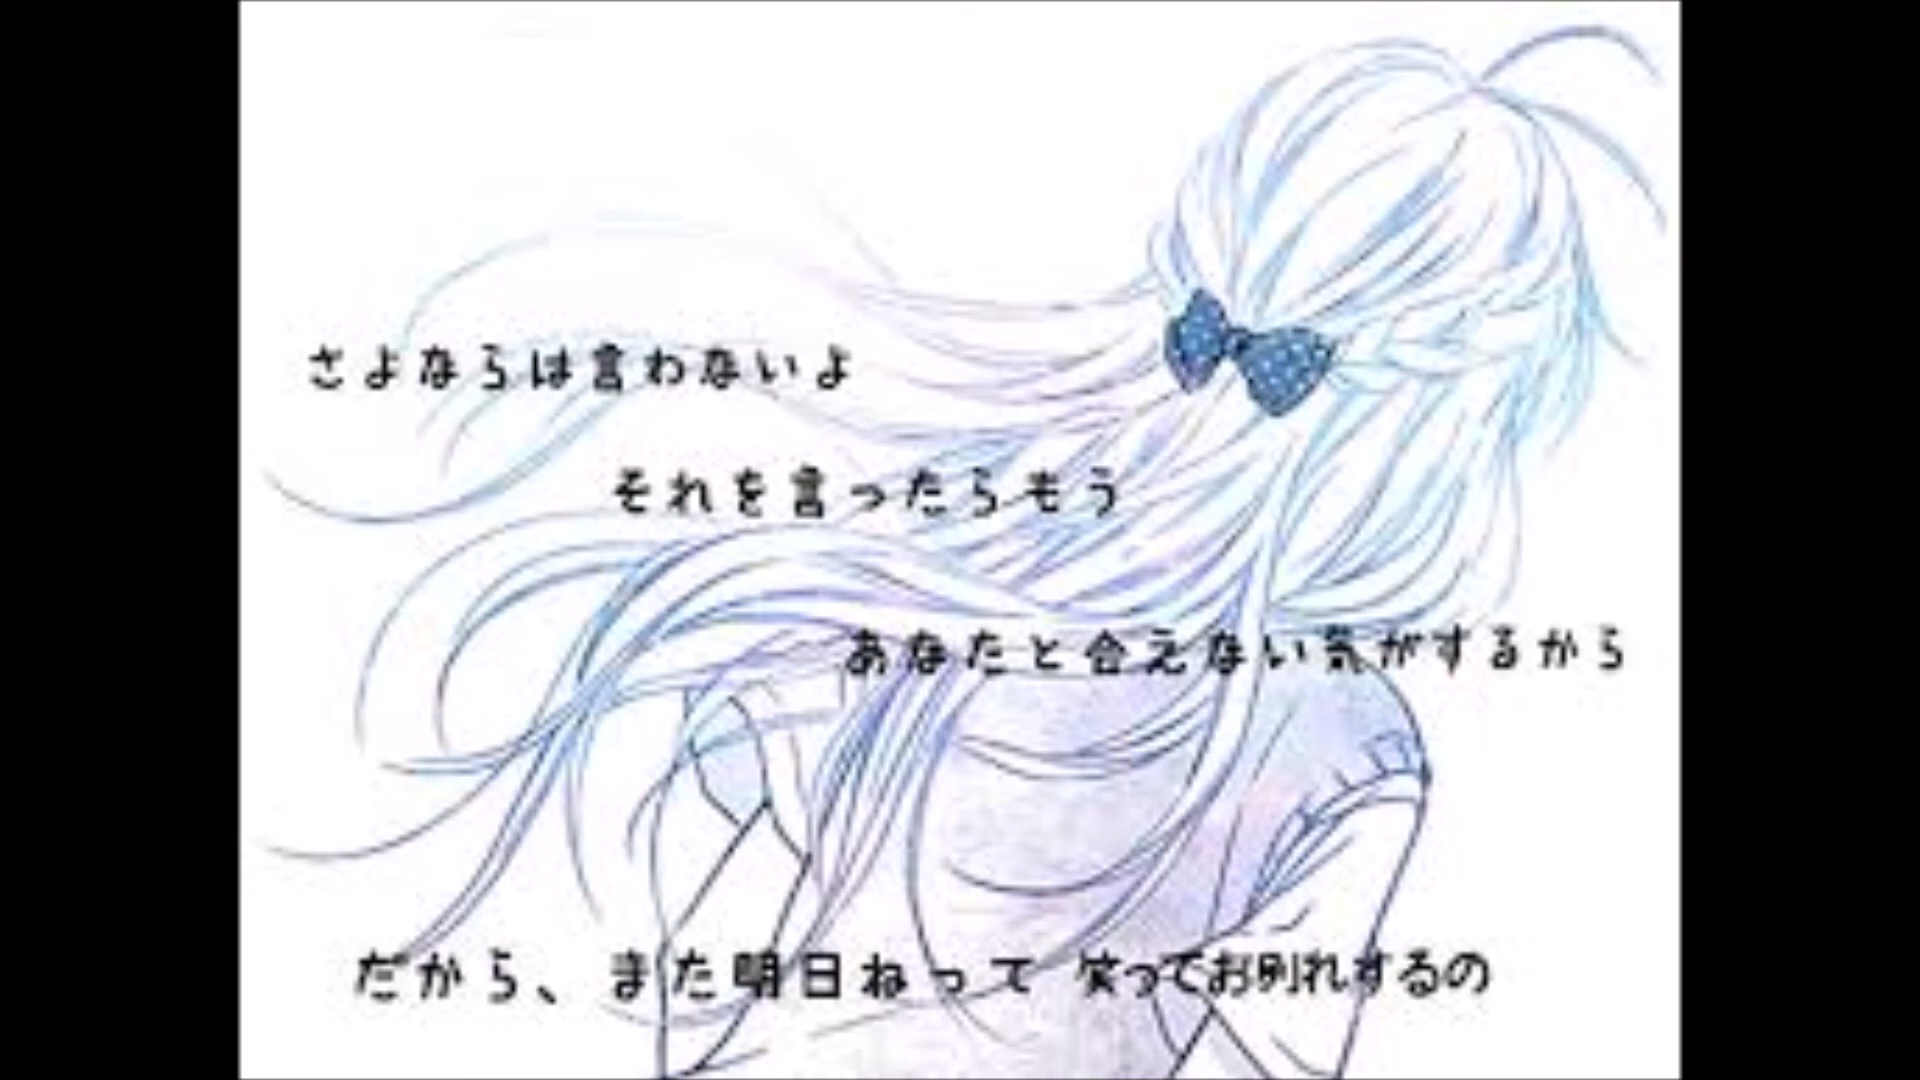 さよならは言わないよ
それを言ったらもう
あなたと会えない気がするから
だから、また明日ねって 笑ってお別れするの